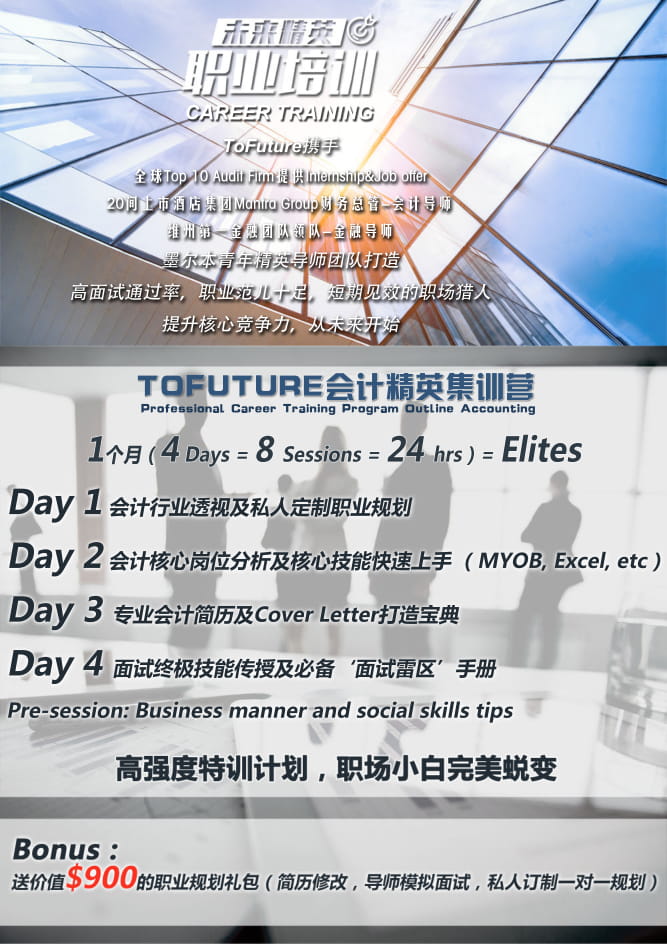 未来精英
职业培训
CAREER TRAINING
ToFuture携手
全球Top 10 Audit Firm提供Internship&Job offer
20间上市酒店集团Mantra Group财务总管-会计导师
维州第一金融团队领队-金融导师
墨尔本青年精英导师团队打造
高面试通过率，职业范儿十足，短期见效的职场猎人
提升核心竞争力，从未来开始
TOFUTURE会计精英集训营
Professional Career Training Program Outline Accounting
1个月（4 Days = 8 Sessions = 24 hrs）= Elites
Day 1 会计行业透视及私人定制职业规划
Day 2 会计核心岗位分析及核心技能快速上手（MYOB, Excel, etc）
Day 3 专业会计简历及Cover Letter打造宝典
Day 4 面试终极技能传授及必备‘面试雷区’手册
Pre-session: Business manner and social skills tips
高强度特训计划，职场小白完美蜕变
Bonus：
送价值$900的职业规划礼包（简历修改，导师模拟面试，私人订制一对一规划）